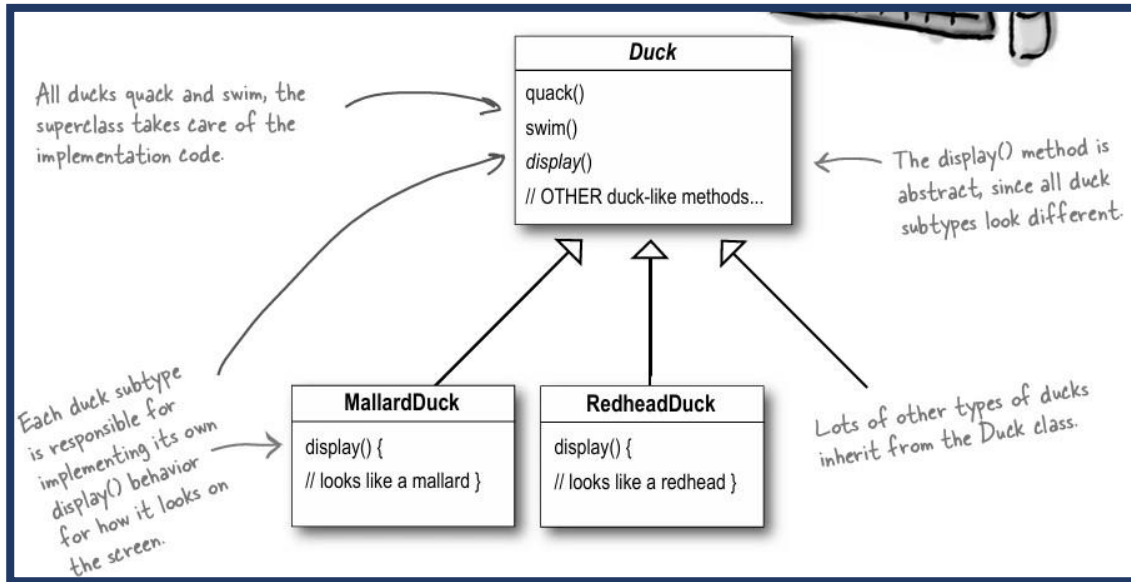 Duck
quack()
swim()
display()
// OTHER duck-like methods...
All ducks quack and swim, the
superclass takes care of the
implementation code.
The display() method is
abstract, since all duck
subtypes look different.
Each duck subtype
is responsible for
implementing its own
display() behavior
for how it looks on
the screen.
MallardDuck
display() {
// looks like a mallard }
RedheadDuck
display() {
// looks like a redhead }
Lots of other types of ducks
inherit from the Duck class.